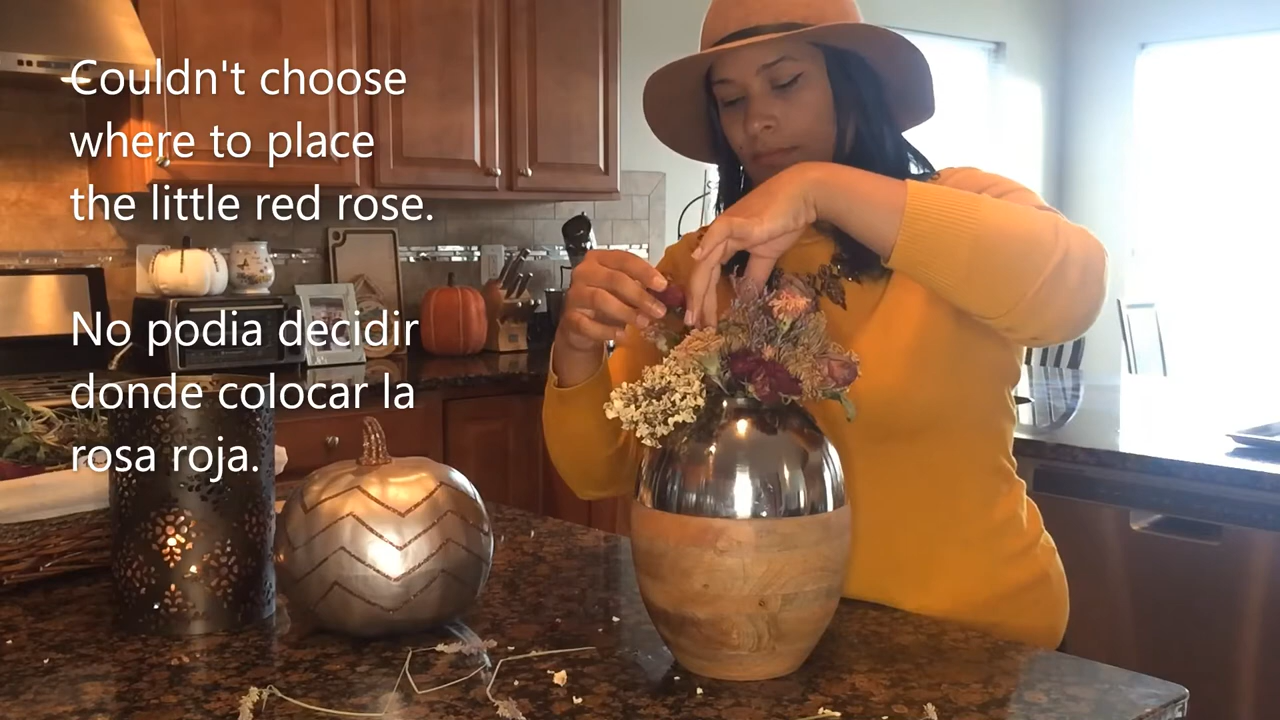 Couldn't choose
where to place
the little red rose.
No podia decidir
donde colocar la
rosa roja.